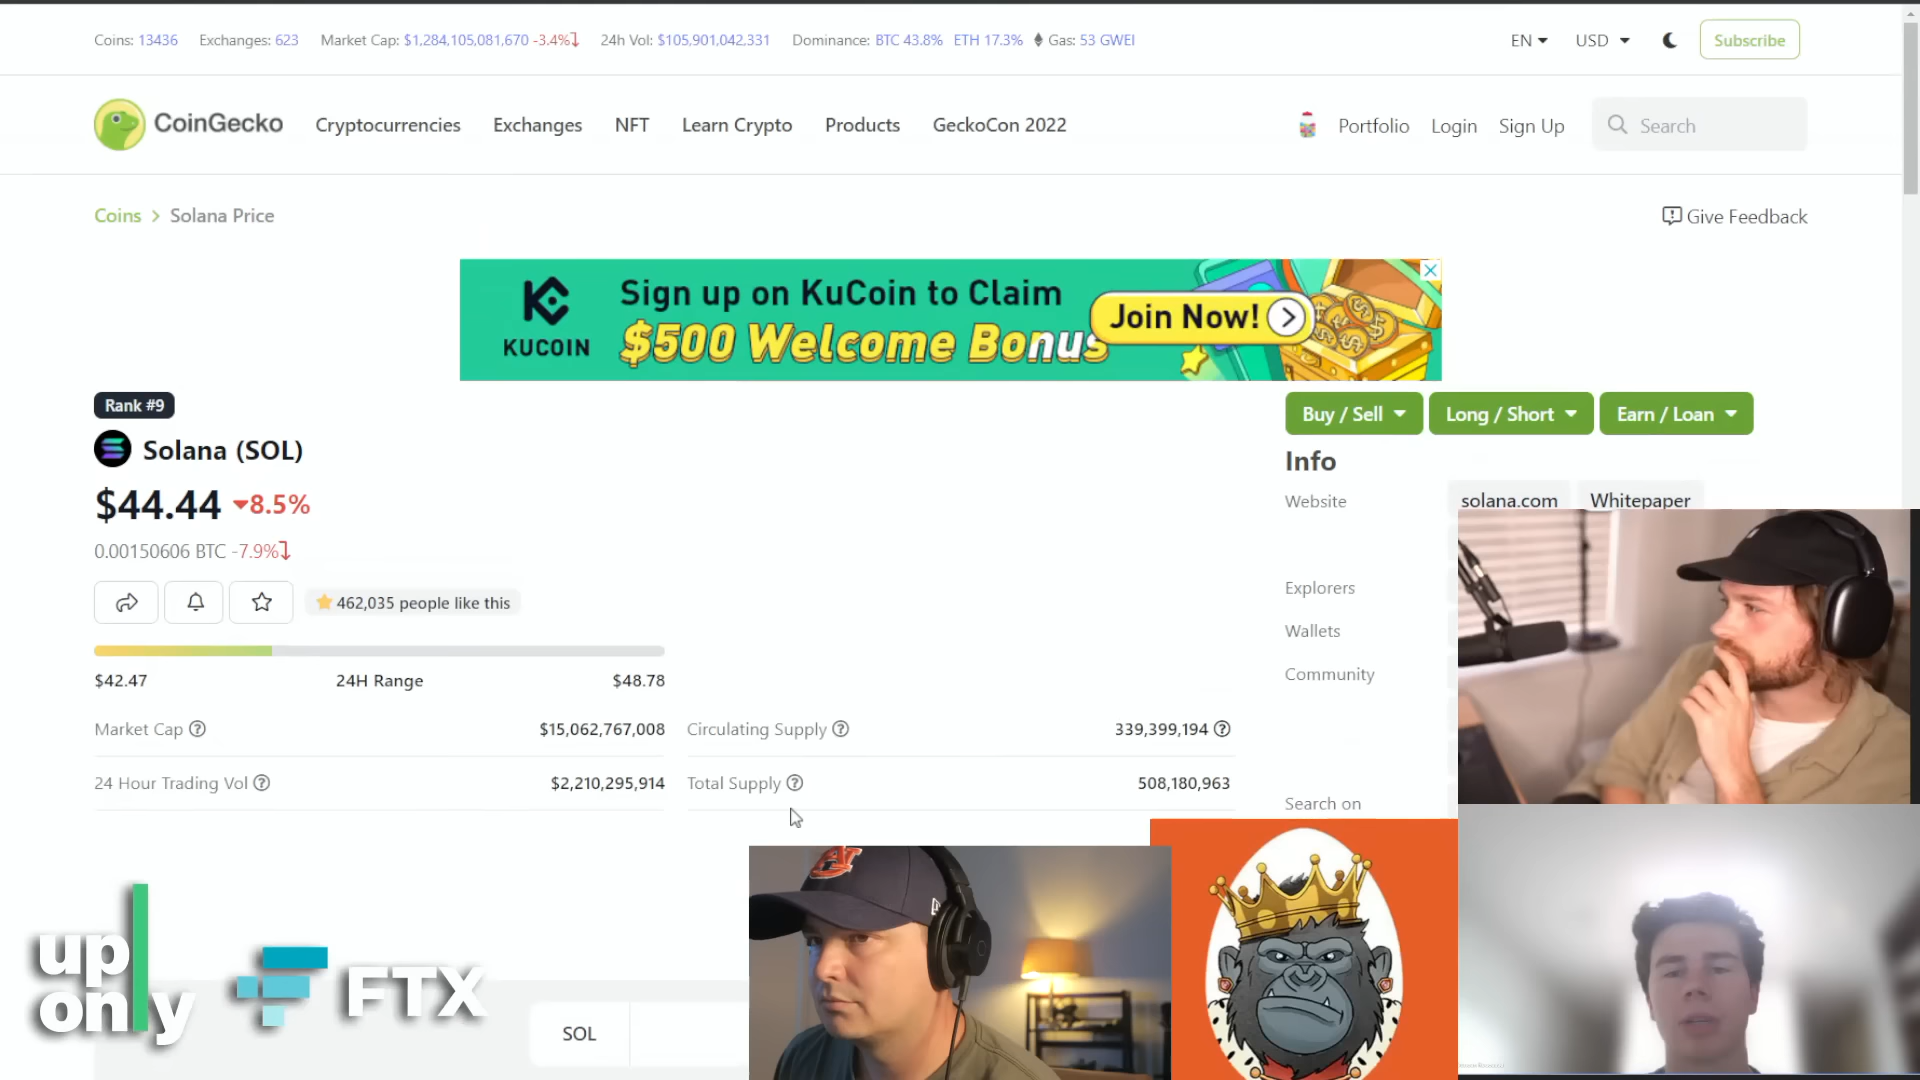 Coins: 13436 Exchanges: 623 Market Cap: $1,284,105,081,670 -3.4% 24h Vol: $105,901,042,331 Dominance: BTC 43.8% ETH 17.3% Gas: 53 GWEI
EN USD Subscribe
CoinGecko Cryptocurrencies Exchanges NFT Learn Crypto Products GeckoCon 2022 Portfolio Login Sign Up Search
Coins > Solana Price
Give Feedback
KUCOIN
Sign up on KuCoin to Claim
$500 Welcome Bonus
Join Now!
Rank #9
Buy / Sell Long / Short Earn / Loan
Solana (SOL)
Info
$44.44 8.5%
Website solana.com Whitepaper
0.00150606 BTC -7.9%
Explorers
462,035 people like this
Wallets
$42.47 24H Range $48.78
Community
Market Cap $15,062,767,008 Circulating Supply 339,399,194
24 Hour Trading Vol $2,210,295,914 Total Supply 508,180,963
Search on
up
only
FTX
SOL